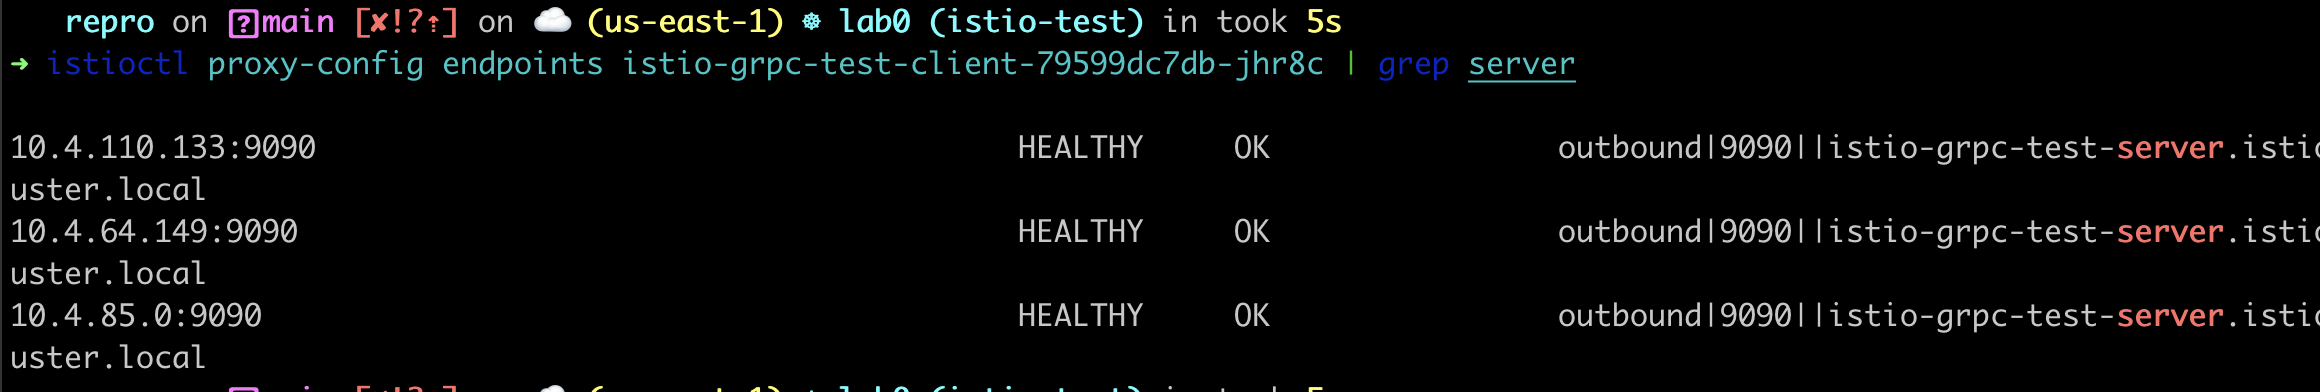 repro on main [✘!?⇡] on ☁️ (us-east-1) ☸ lab0 (istio-test) in took 5s
➜ istioctl proxy-config endpoints istio-grpc-test-client-79599dc7db-jhr8c | grep server
10.4.110.133:9090 HEALTHY OK outbound|9090||istio-grpc-test-server.istio
uster.local
10.4.64.149:9090 HEALTHY OK outbound|9090||istio-grpc-test-server.istio
uster.local
10.4.85.0:9090 HEALTHY OK outbound|9090||istio-grpc-test-server.istio
uster.local